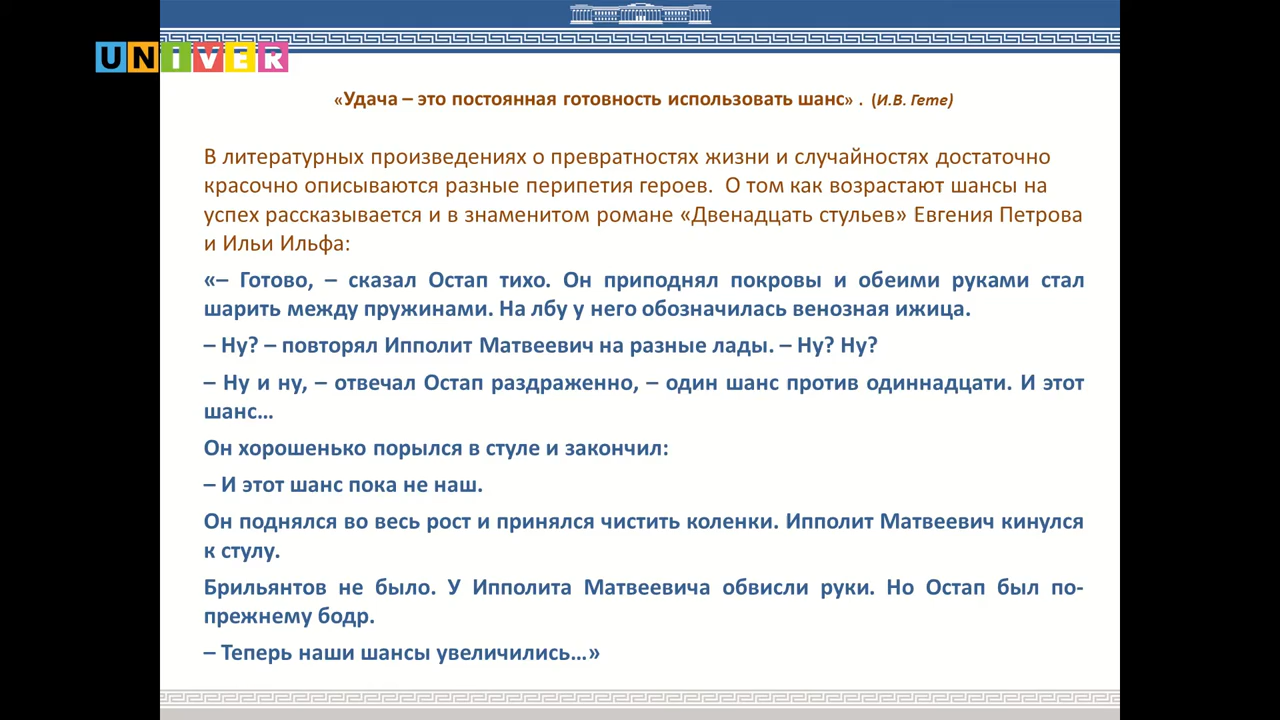 UNIVER
«Удача – это постоянная готовность использовать шанс» . (И.В. Гете)
В литературных произведениях о превратностях жизни и случайностях достаточно
красочно описываются разные перипетия героев. О том как возрастают шансы на
успех рассказывается и в знаменитом романе «Двенадцать стульев» Евгения Петрова
и Ильи Ильфа:
«– Готово, – сказал Остап тихо. Он приподнял покровы и обеими руками стал
шарить между пружинами. На лбу у него обозначилась венозная ижица.
– Ну? – повторял Ипполит Матвеевич на разные лады. – Ну? Ну?
– Ну и ну, – отвечал Остап раздраженно, – один шанс против одиннадцати. И этот
шанс…
Он хорошенько порылся в стуле и закончил:
– И этот шанс пока не наш.
Он поднялся во весь рост и принялся чистить коленки. Ипполит Матвеевич кинулся
к стулу.
Брильянтов не было. У Ипполита Матвеевича обвисли руки. Но Остап был по-
прежнему бодр.
– Теперь наши шансы увеличились…»